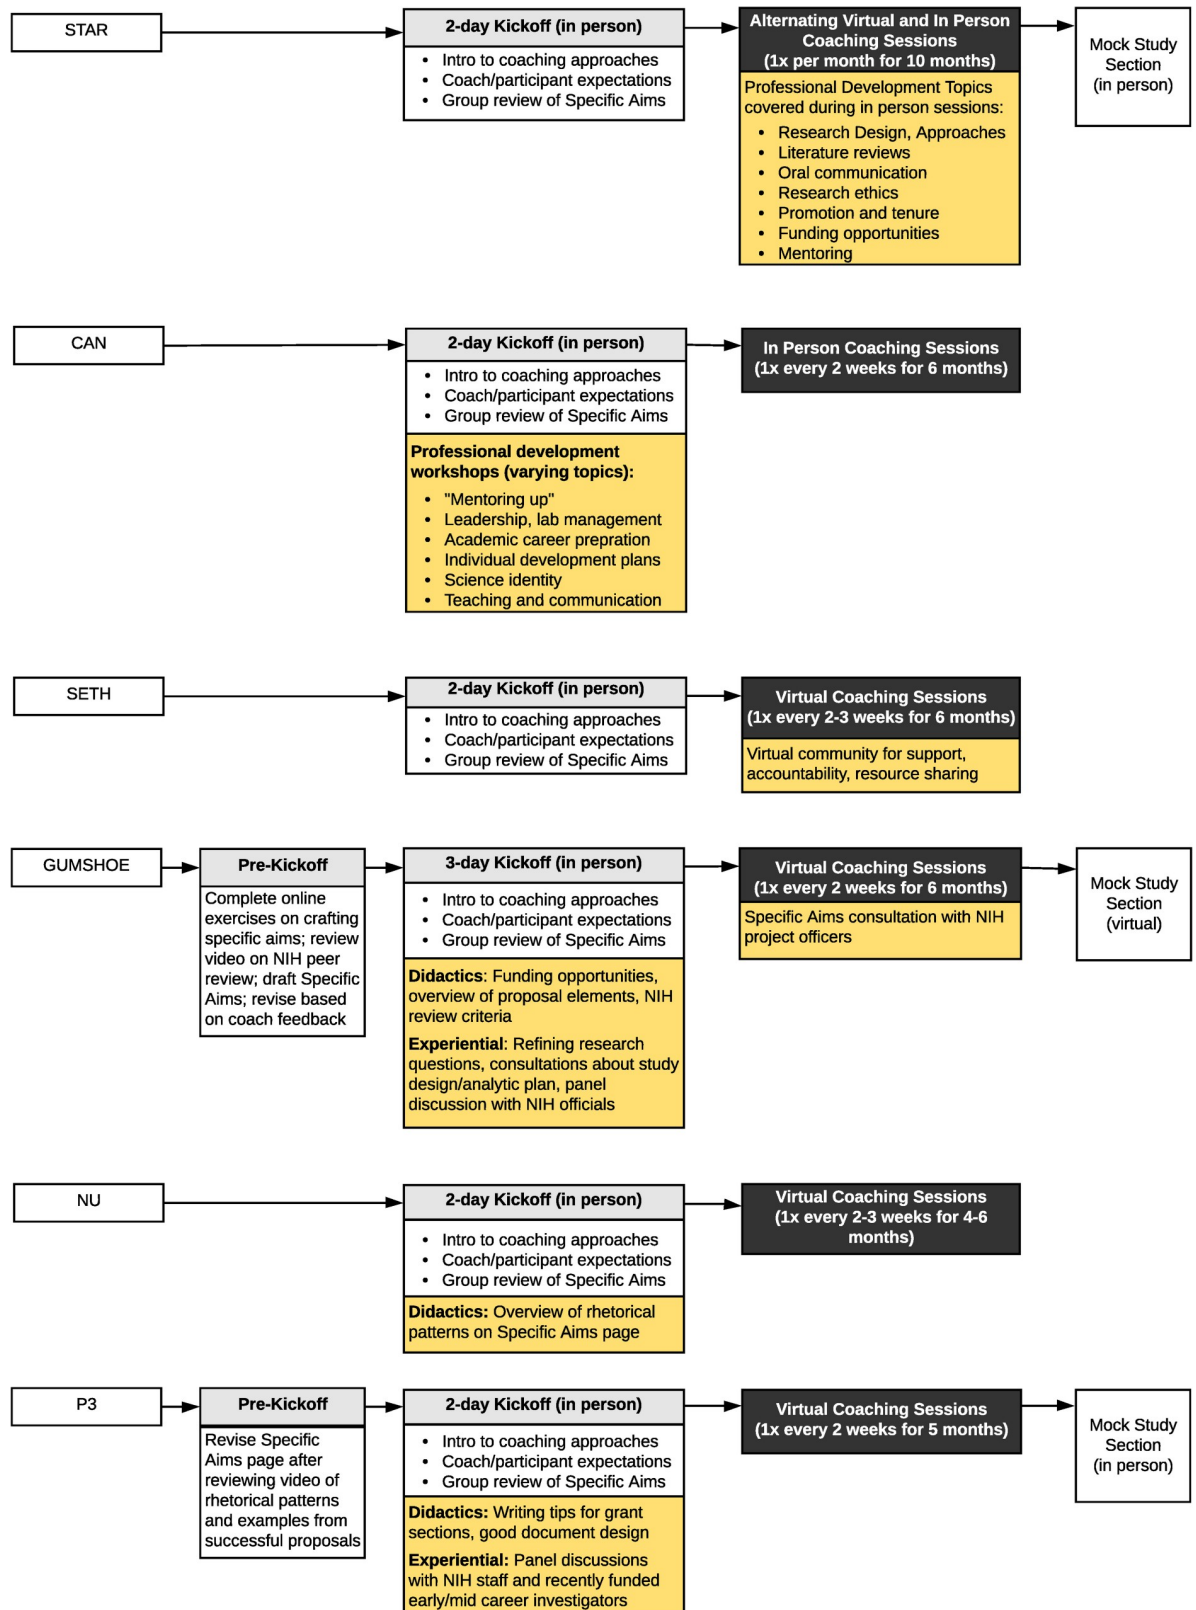 STAR
2-day Kickoff (in person)
• Intro to coaching approaches
• Coach/participant expectations
• Group review of Specific Aims
Alternating Virtual and In Person
Coaching Sessions
(1x per month for 10 months)
Professional Development Topics
covered during in person sessions:
• Research Design, Approaches
• Literature reviews
• Oral communication
• Research ethics
• Promotion and tenure
• Funding opportunities
• Mentoring
Mock Study
Section
(in person)
CAN
2-day Kickoff (in person)
• Intro to coaching approaches
• Coach/participant expectations
• Group review of Specific Aims
Professional development
workshops (varying topics):
• "Mentoring up"
• Leadership, lab management
• Academic career prepration
• Individual development plans
• Science identity
• Teaching and communication
In Person Coaching Sessions
(1x every 2 weeks for 6 months)
SETH
2-day Kickoff (in person)
• Intro to coaching approaches
• Coach/participant expectations
• Group review of Specific Aims
Virtual Coaching Sessions
(1x every 2-3 weeks for 6 months)
Virtual community for support,
accountability, resource sharing
GUMSHOE
Pre-Kickoff
Complete online
exercises on crafting
specific aims; review
video on NIH peer
review; draft Specific
Aims; revise based
on coach feedback
3-day Kickoff (in person)
• Intro to coaching approaches
• Coach/participant expectations
• Group review of Specific Aims
Didactics: Funding opportunities,
overview of proposal elements, NIH
review criteria
Experiential: Refining research
questions, consultations about study
design/analytic plan, panel
discussion with NIH officials
Virtual Coaching Sessions
(1x every 2 weeks for 6 months)
Specific Aims consultation with NIH
project officers
Mock Study
Section
(virtual)
NU
2-day Kickoff (in person)
• Intro to coaching approaches
• Coach/participant expectations
• Group review of Specific Aims
Didactics: Overview of rhetorical
patterns on Specific Aims page
Virtual Coaching Sessions
(1x every 2-3 weeks for 4-6
months)
P3
Pre-Kickoff
Revise Specific
Aims page after
reviewing video of
rhetorical patterns
and examples from
successful proposals
2-day Kickoff (in person)
• Intro to coaching approaches
• Coach/participant expectations
• Group review of Specific Aims
Didactics: Writing tips for grant
sections, good document design
Experiential: Panel discussions
with NIH staff and recently funded
early/mid career investigators
Virtual Coaching Sessions
(1x every 2 weeks for 5 months)
Mock Study
Section
(in person)